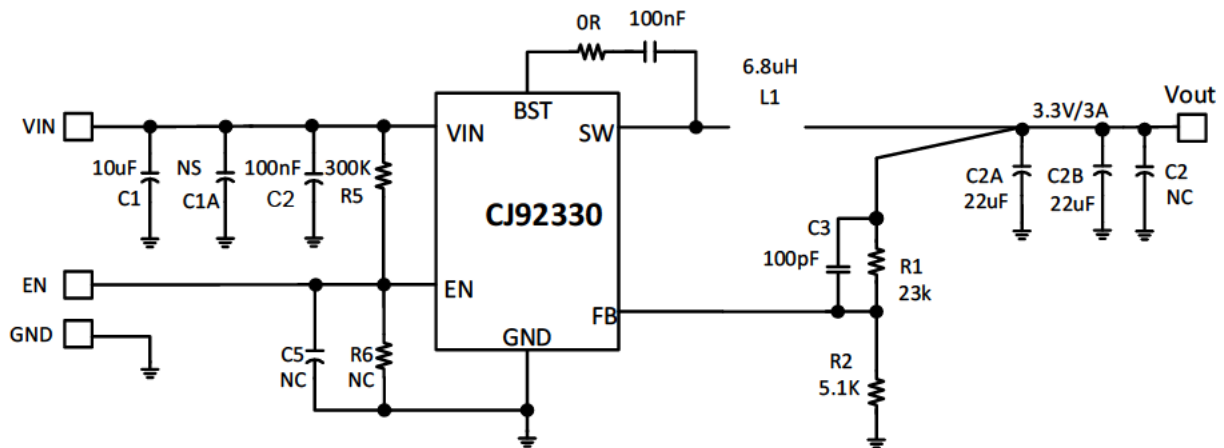 0R
100nF
6.8uH
L1
BST
VIN
VIN
SW
3.3V/3A
Vout
10uF
C1
NS
C1A
100nF
C2
300K
R5
CJ92330
C2A
22uF
C2B
22uF
C2
NC
C3
100pF
R1
23k
EN
EN
FB
GND
GND
C5
NC
R6
NC
R2
5.1K